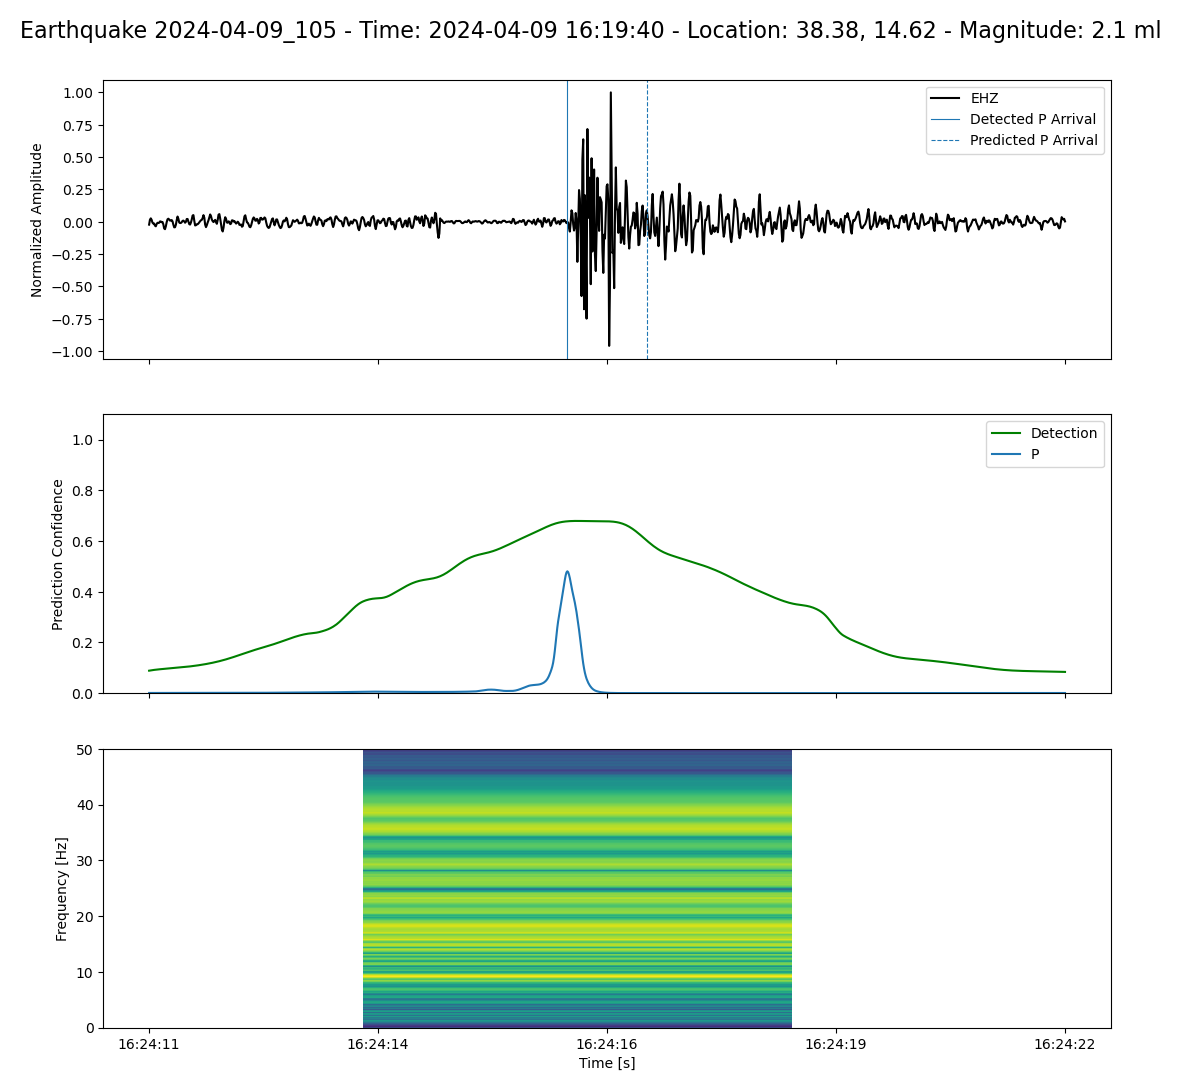 Earthquake 2024-04-09_105 - Time: 2024-04-09 16:19:40 - Location: 38.38, 14.62 - Magnitude: 2.1 ml
Normalized Amplitude
1.00
0.75
0.50
0.25
0.00
−0.25
−0.50
−0.75
−1.00
EHZ
Detected P Arrival
Predicted P Arrival
Prediction Confidence
1.0
0.8
0.6
0.4
0.2
0.0
Detection
P
Frequency [Hz]
50
40
30
20
10
0
16:24:11 16:24:14 16:24:16 16:24:19 16:24:22
Time [s]